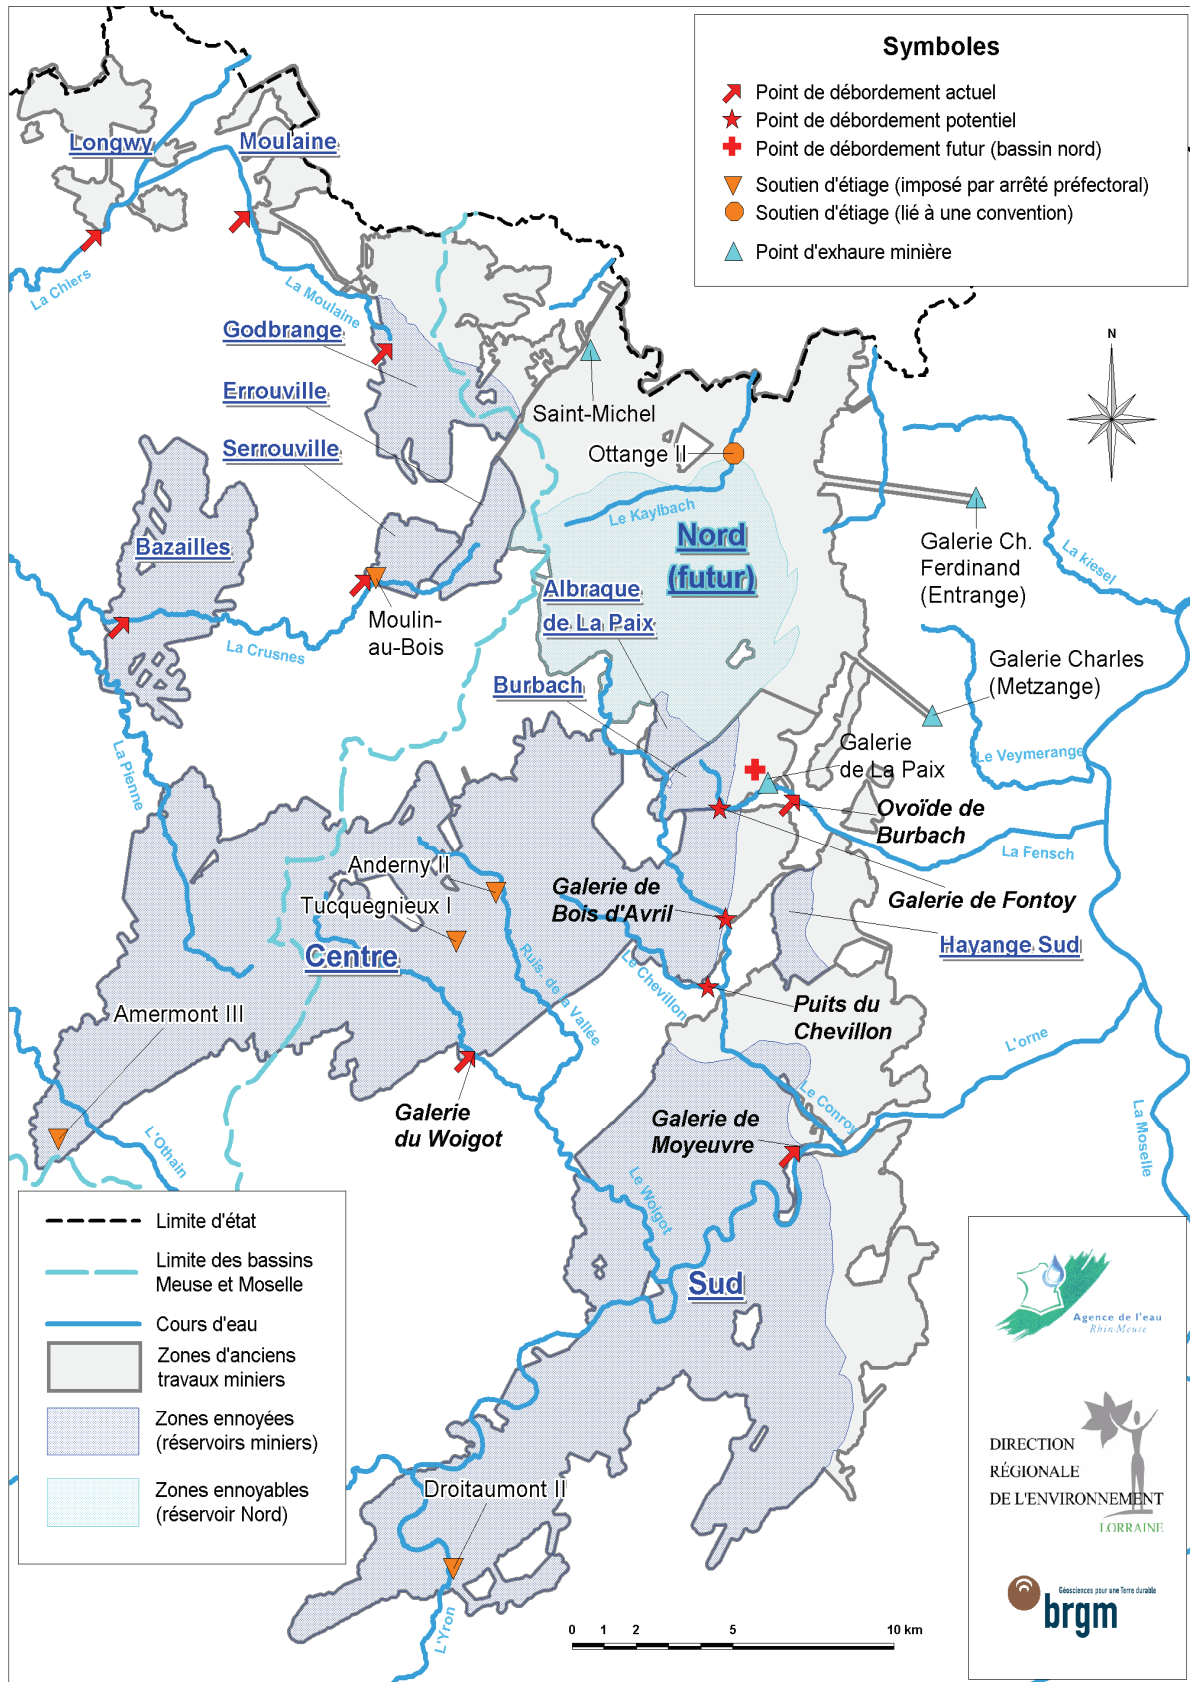 Symboles
Point de débordement actuel
Point de débordement potentiel
Point de débordement futur (bassin nord)
Soutien d'étiage (imposé par arrêté préfectoral)
Soutien d'étiage (lié à une convention)
Point d'exhaure minière
Longwy
Moulaine
La Chiers
La Moulaine
Godbrange
Errouville
Serrouville
Saint-Michel
Ottange II
Le Kaylbach
N
Bazailles
Nord
(futur)
Albraque
de La Paix
Galerie Ch.
Ferdinand
(Entrange)
La kiesel
Moulin-
au-Bois
La Crusnes
Burbach
Galerie Charles
(Metzange)
La Pienne
Le Veymerange
Galerie
de La Paix
Ovoïde de
Burbach
La Fensch
Anderny II
Tucquegnieux I
Galerie de
Bois d'Avril
Galerie de Fontoy
Hayange Sud
Centre
Ruis. de la Vallée
Le Chevillon
Puits du
Chevillon
Amermont III
L'orne
Galerie
du Woigot
Galerie de
Moyeuvre
Le Conroy
La Moselle
L'Othain
Le Woigot
Sud
Droitaumont II
L'Yron
Limite d'état
Limite des bassins
Meuse et Moselle
Cours d'eau
Zones d'anciens
travaux miniers
Zones ennoyées
(réservoirs miniers)
Zones ennoyables
(réservoir Nord)
0 1 2 5 10 km
Agence de l'eau
Rhin-Meuse
DIRECTION
RÉGIONALE
DE L'ENVIRONNEMENT
LORRAINE
Géosciences pour une Terre durable
brgm